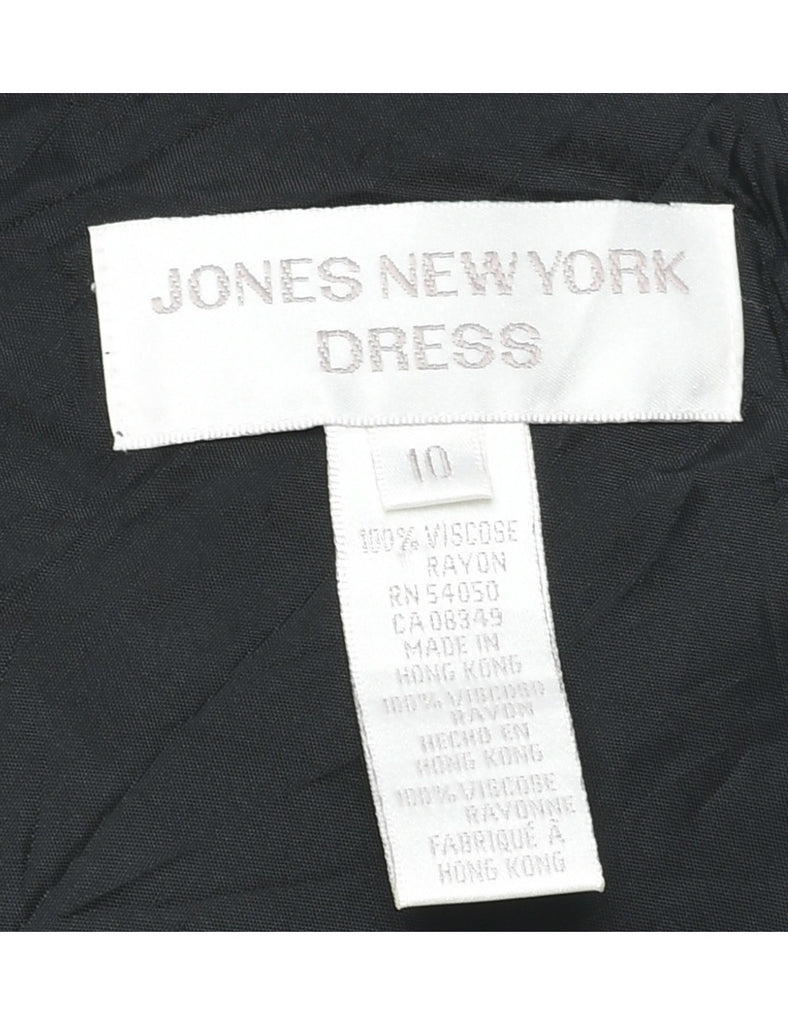 JONES NEW YORK
DRESS
10
100% VISCOSE
RAYON
RN 54050
CA 08349
MADE IN
HONG KONG
100% VISCOSO
RAYON
HECHO EN
HONG KONG
100% VISCOSE
RAYONNE
FABRIQUÉ À
HONG KONG